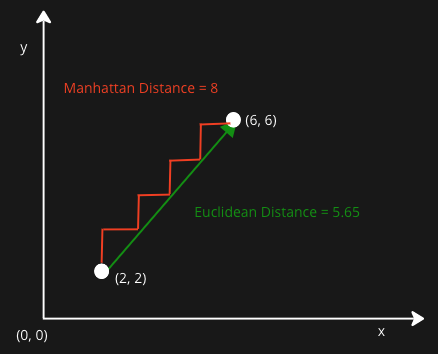 y
Manhattan Distance = 8
(6, 6)
Euclidean Distance = 5.65
(2, 2)
(0, 0)
x